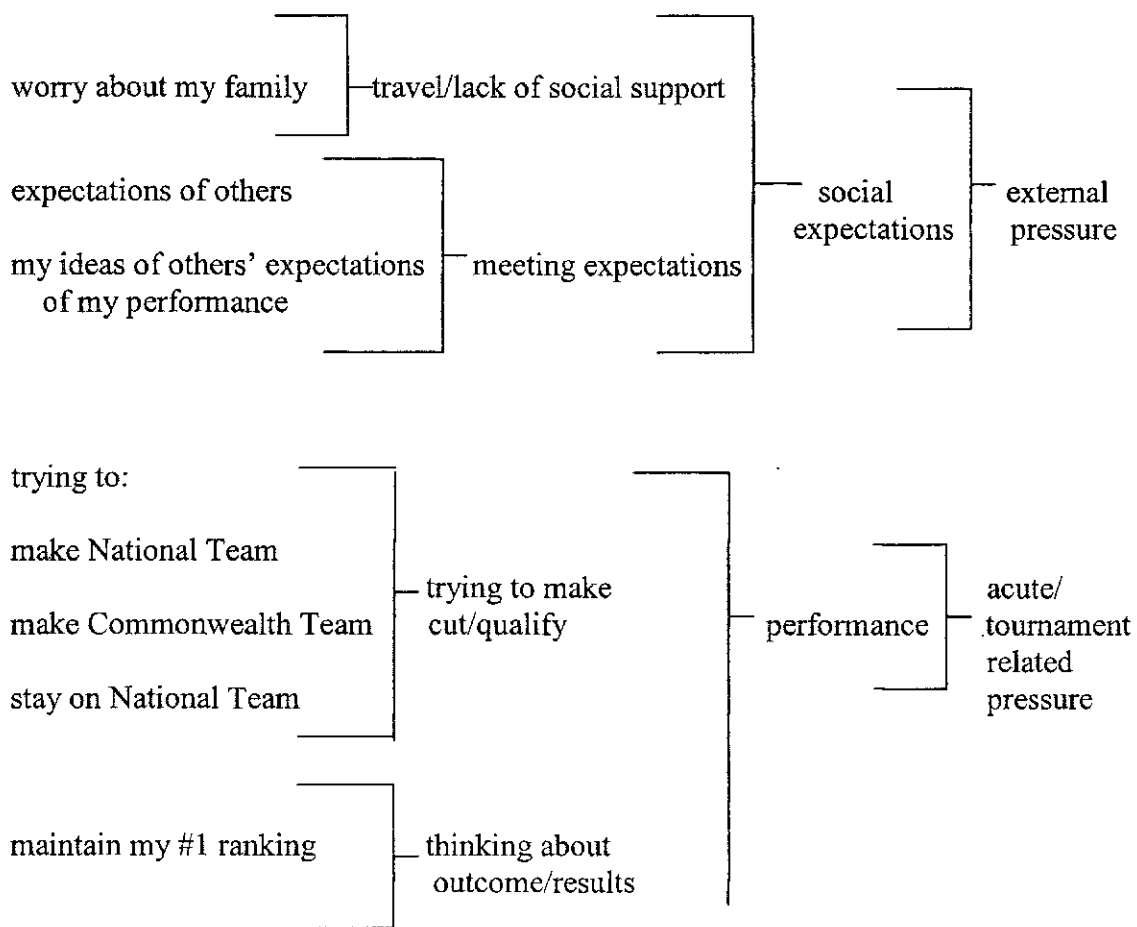 worry about my family
travel/lack of social support
expectations of others
my ideas of others' expectations
of my performance
meeting expectations
social
expectations
external
pressure
trying to:
make National Team
make Commonwealth Team
stay on National Team
trying to make
cut/qualify
performance
acute/
tournament
related
pressure
maintain my #1 ranking
thinking about
outcome/results